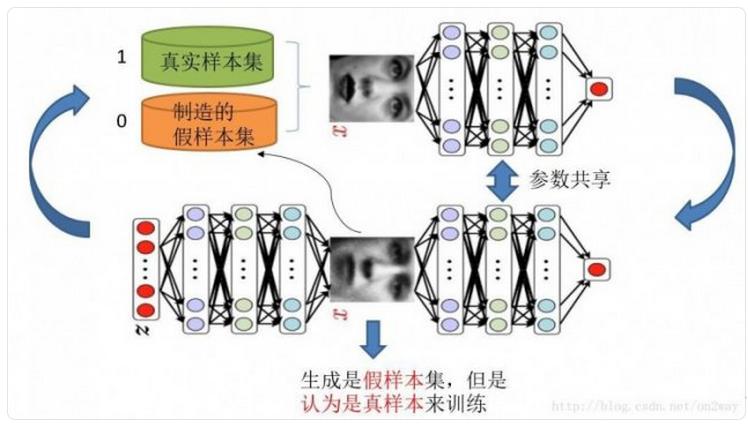 1
真实样本集
0
制造的
假样本集
x
参数共享
z
x
生成是假样本集，但是
认为是真样本来训练
http://blog.csdn.net/on2way